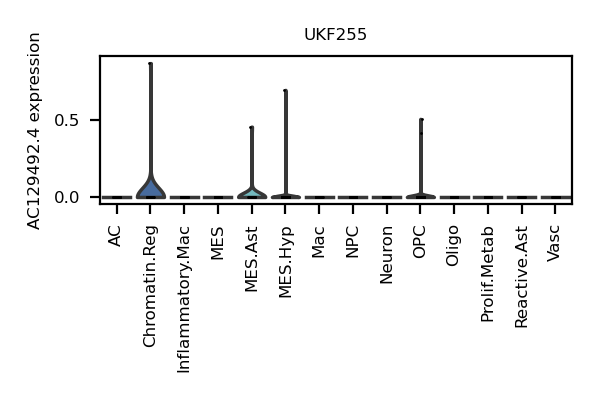 UKF255
AC129492.4 expression
0.5
0.0
AC
Chromatin.Reg
Inflammatory.Mac
MES
MES.Ast
MES.Hyp
Mac
NPC
Neuron
OPC
Oligo
Prolif.Metab
Reactive.Ast
Vasc